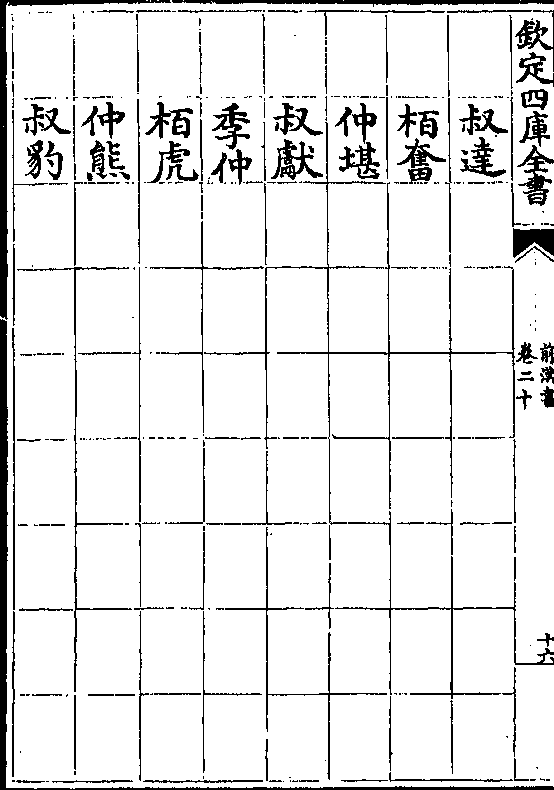 欽定四庫全書
前漢書
卷二十
十六
叔達
栢奮
仲堪
叔獻
季仲
栢虎
仲熊
叔豹